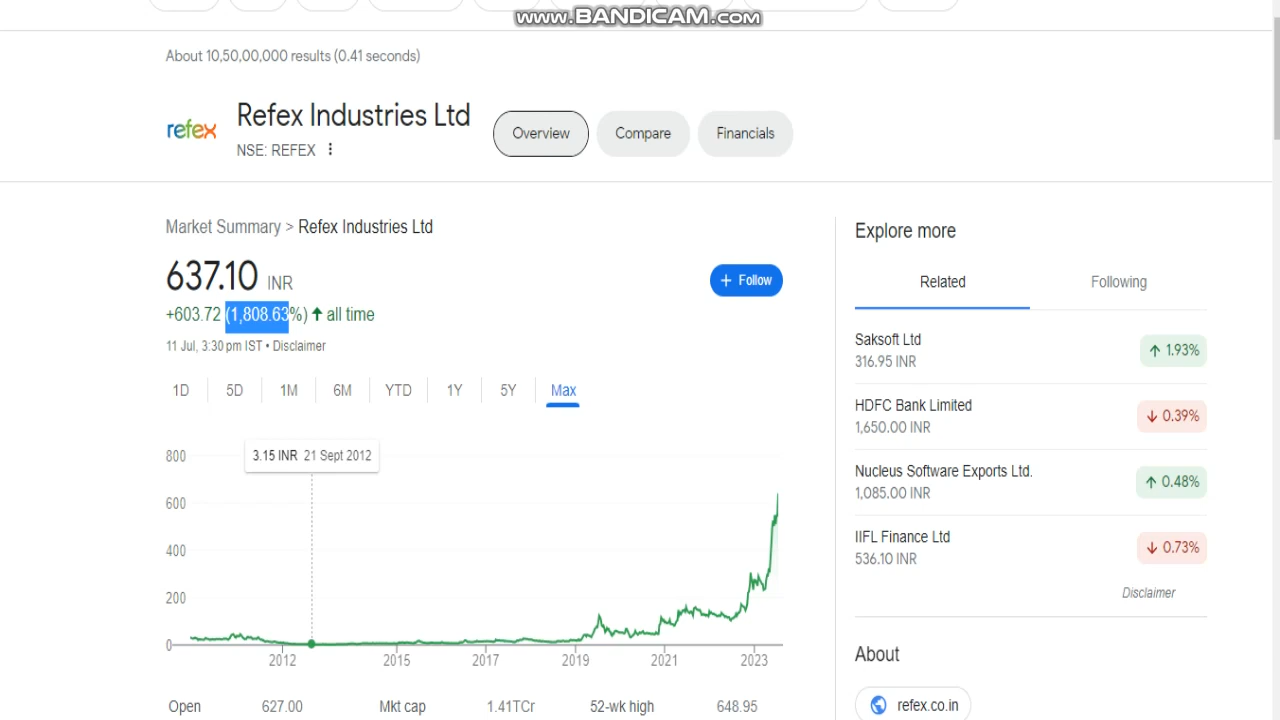 www.BANDICAM.com
About 10,50,00,000 results (0.41 seconds)
refex
Refex Industries Ltd
NSE: REFEX
Overview
Compare
Financials
Market Summary > Refex Industries Ltd
637.10 INR
+ Follow
+603.72 (1,808.63%) ↑ all time
11 Jul, 3:30 pm IST • Disclaimer
1D 5D 1M 6M YTD 1Y 5Y Max
3.15 INR 21 Sept 2012
800
600
400
200
0
2012 2015 2017 2019 2021 2023
Open 627.00 Mkt cap 1.41TCr 52-wk high 648.95
Explore more
Related Following
Saksoft Ltd
316.95 INR
↑ 1.93%
HDFC Bank Limited
1,650.00 INR
↓ 0.39%
Nucleus Software Exports Ltd.
1,085.00 INR
↑ 0.48%
IIFL Finance Ltd
536.10 INR
↓ 0.73%
Disclaimer
About
refex.co.in